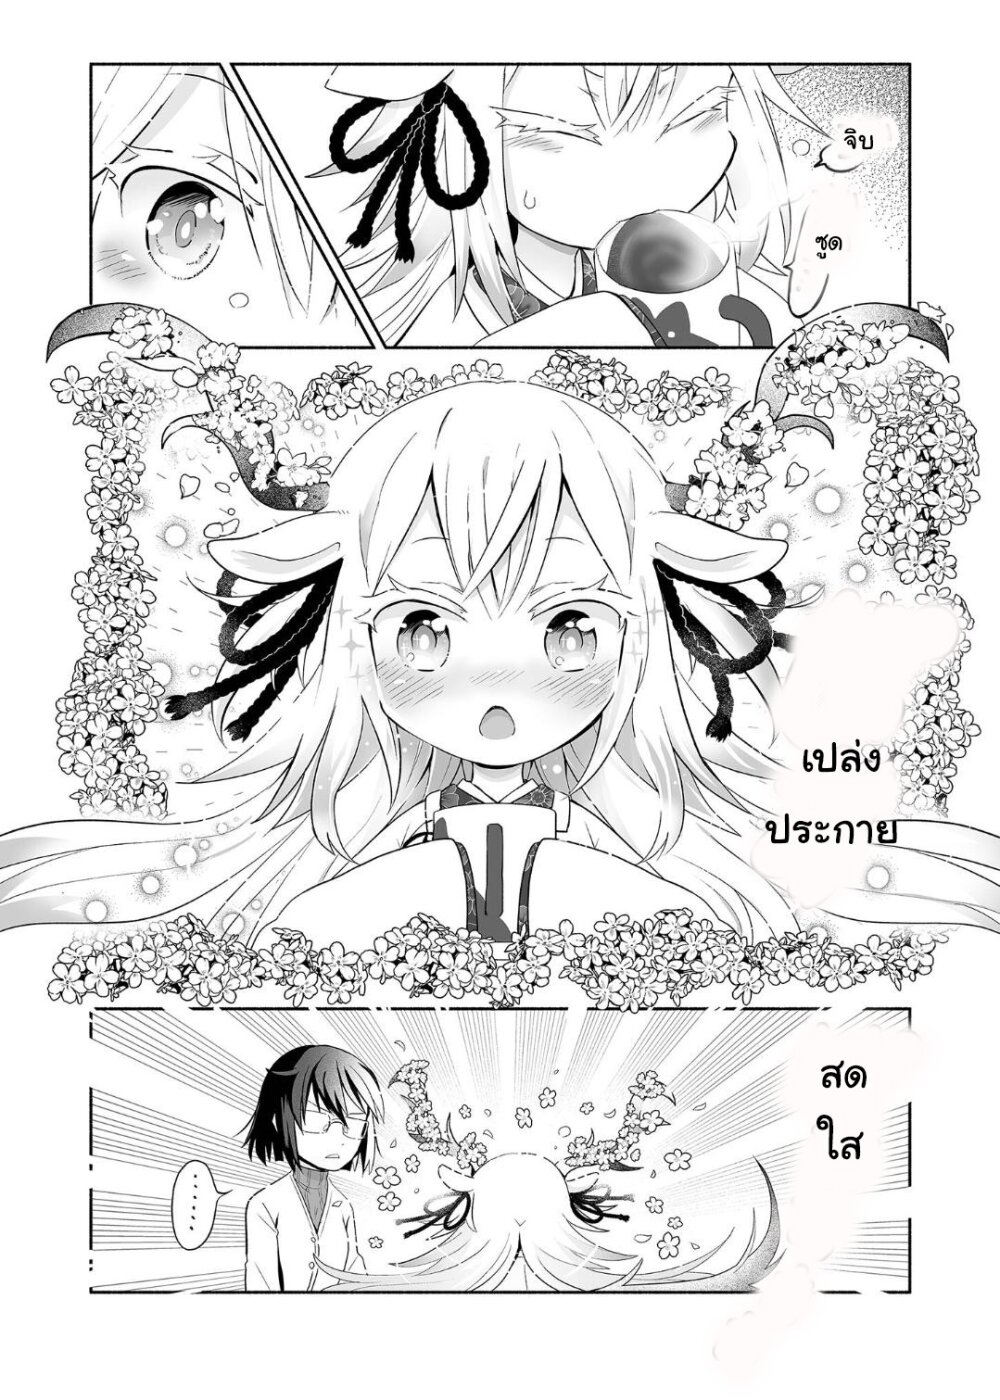 จิบ
ซูด
เปล่ง
ประกาย
สด
ใส
......